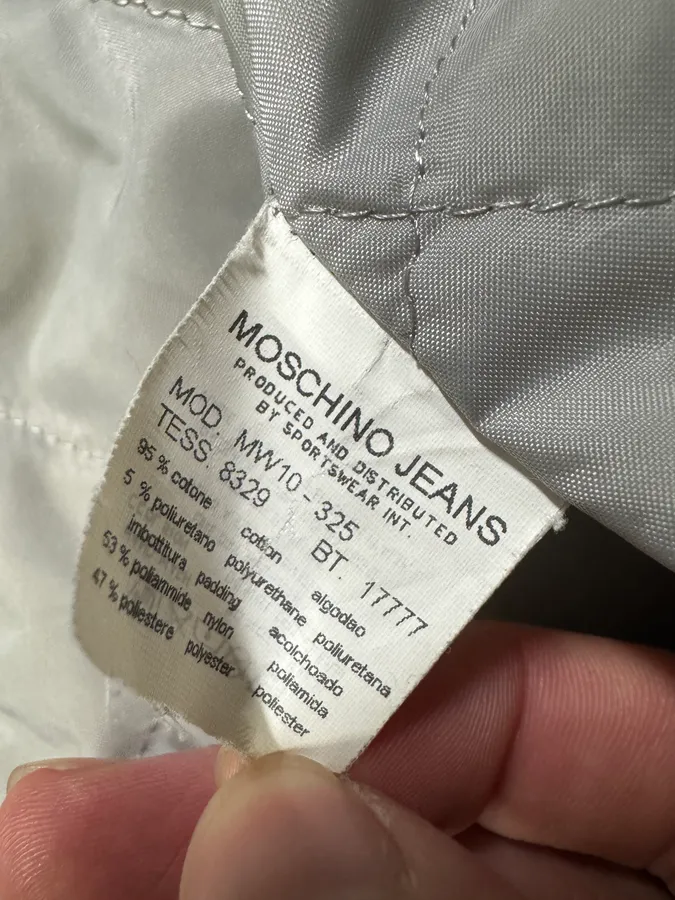 MOSCHINO JEANS
PRODUCED AND DISTRIBUTED
BY SPORTSWEAR INT.
MOD. MW10-325
TESS. 8329 BT. 17777
95 % cotone cotton algodao
5 % poliuretano polyurethane poliuretana
imbottitura padding acolchoado
53 % poliammide nylon poliamida
47 % poliestere polyester poliester